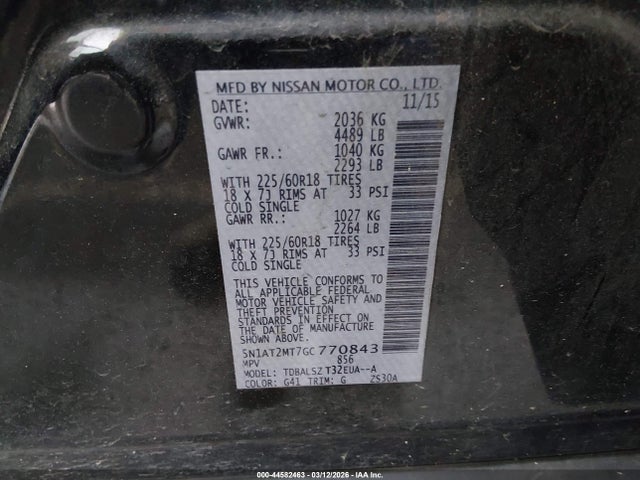 MFD BY NISSAN MOTOR CO., LTD.
DATE: 11/15
GVWR: 2036 KG
4489 LB
GAWR FR.: 1040 KG
2293 LB
WITH 225/60R18 TIRES
18 X 7J RIMS AT 33 PSI
COLD SINGLE
GAWR RR.: 1027 KG
2264 LB
WITH 225/60R18 TIRES
18 X 7J RIMS AT 33 PSI
COLD SINGLE
THIS VEHICLE CONFORMS TO
ALL APPLICABLE FEDERAL
MOTOR VEHICLE SAFETY AND
THEFT PREVENTION
STANDARDS IN EFFECT ON
THE DATE OF MANUFACTURE
SHOWN ABOVE.
5N1AT2MT7GC770843
MPV 856
MODEL: TDBALSZ T32EUA--A
COLOR: G41 TRIM: G ZS30A
000-44582463 - 03/12/2026 - IAA